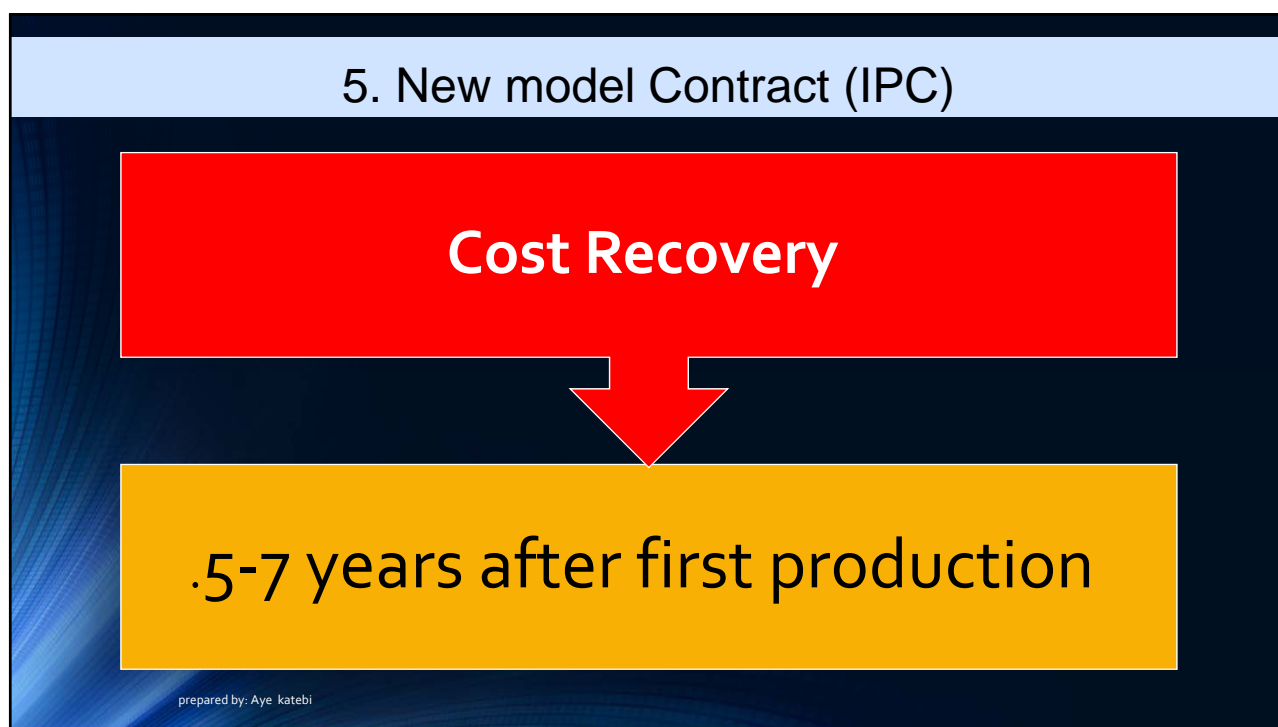 5. New model Contract (IPC)
Cost Recovery
.5-7 years after first production
prepared by: Aye katebi